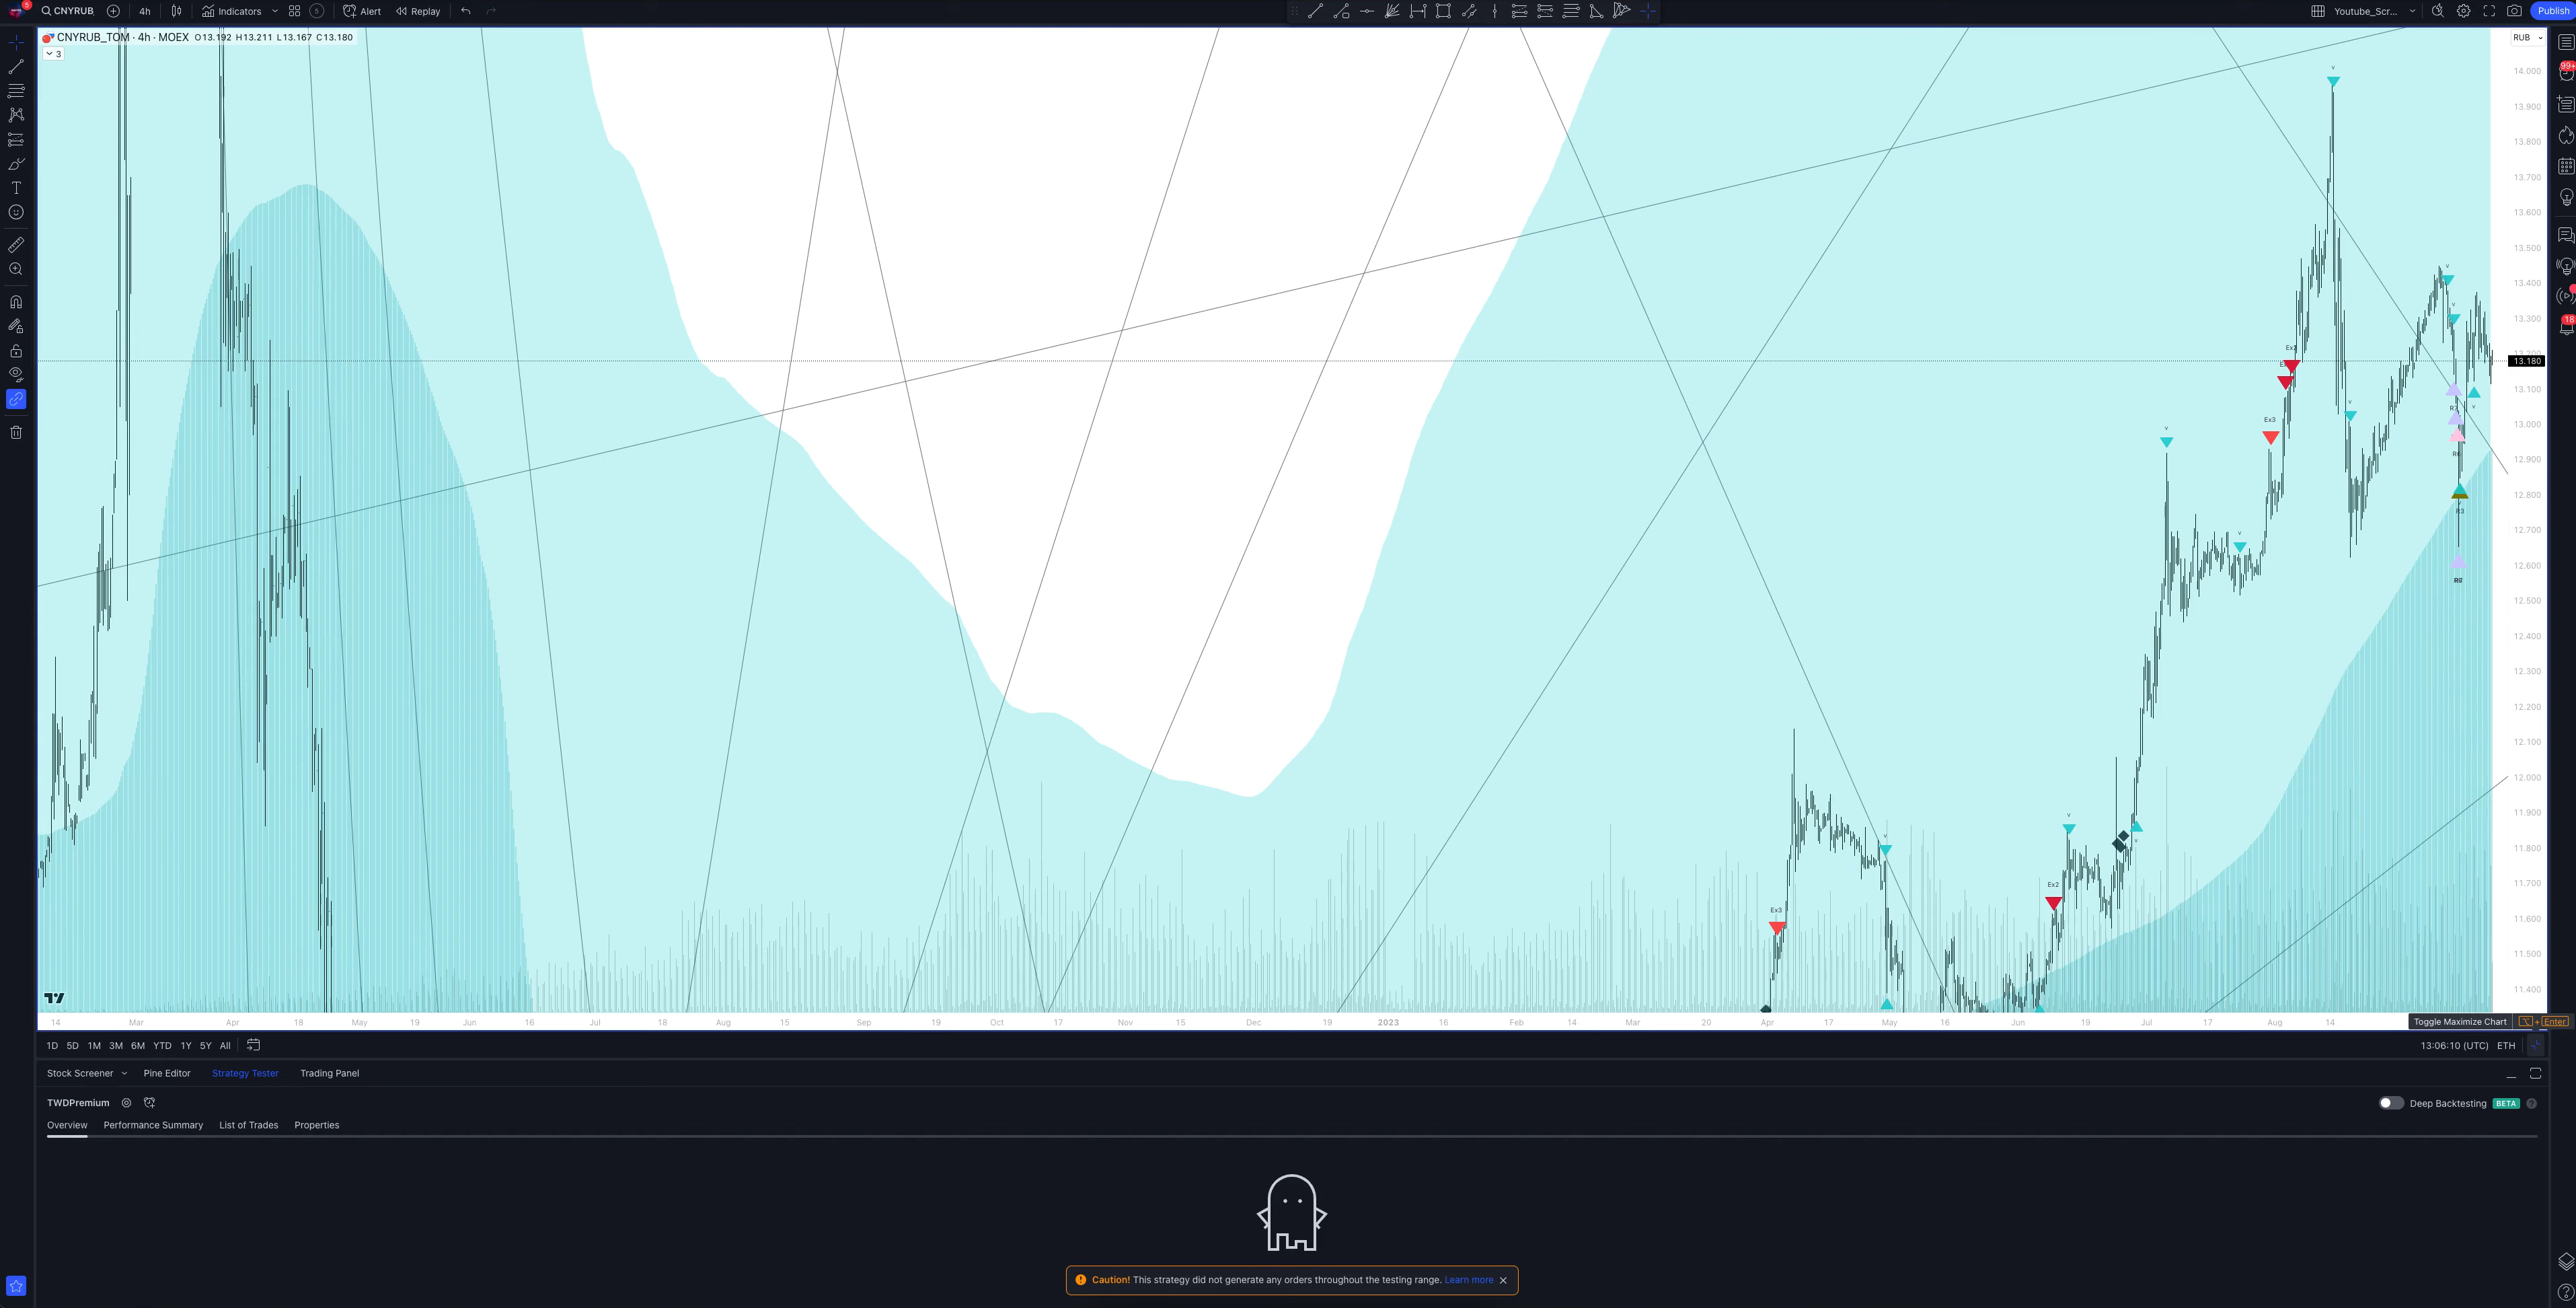 5
CNYRUB
4h
Indicators
5
Alert
Replay
Youtube_Scr...
Publish
CNYRUB_TOM · 4h · MOEX O13.192 H13.211 L13.167 C13.180
3
RUB
14.000
13.900
13.800
13.700
13.600
13.500
13.400
13.300
13.180
13.100
13.000
12.900
12.800
12.700
12.600
12.500
12.400
12.300
12.200
12.100
12.000
11.900
11.800
11.700
11.600
11.500
11.400
99+
18
Ex3
Ex2
Ex3
Ex2
R3
14 Mar Apr 18 May 19 Jun 16 Jul 18 Aug 15 Sep 19 Oct 17 Nov 15 Dec 19 2023 16 Feb 14 Mar 20 Apr 17 May 16 Jun 19 Jul 17 Aug 14
Toggle Maximize Chart ⌥ + Enter
1D 5D 1M 3M 6M YTD 1Y 5Y All
13:06:10 (UTC) ETH
Stock Screener Pine Editor Strategy Tester Trading Panel
TWDPremium
Deep Backtesting BETA
Overview Performance Summary List of Trades Properties
Caution! This strategy did not generate any orders throughout the testing range. Learn more